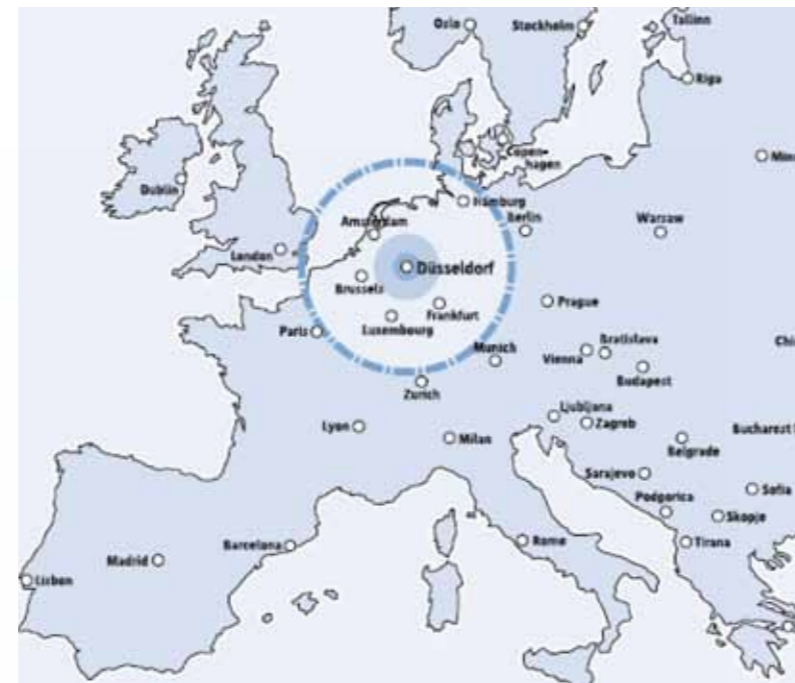 Oslo
Stockholm
Tallinn
Riga
Copen-
hagen
Dublin
Hamburg
Berlin
Amsterdam
Warsaw
London
Düsseldorf
Brussels
Prague
Frankfurt
Luxembourg
Paris
Munich
Bratislava
Vienna
Budapest
Zurich
Ljubljana
Lyon
Zagreb
Milan
Bucharest
Belgrade
Sarajevo
Sofia
Podgorica
Skopje
Rome
Tirana
Barcelona
Madrid
Lisbon